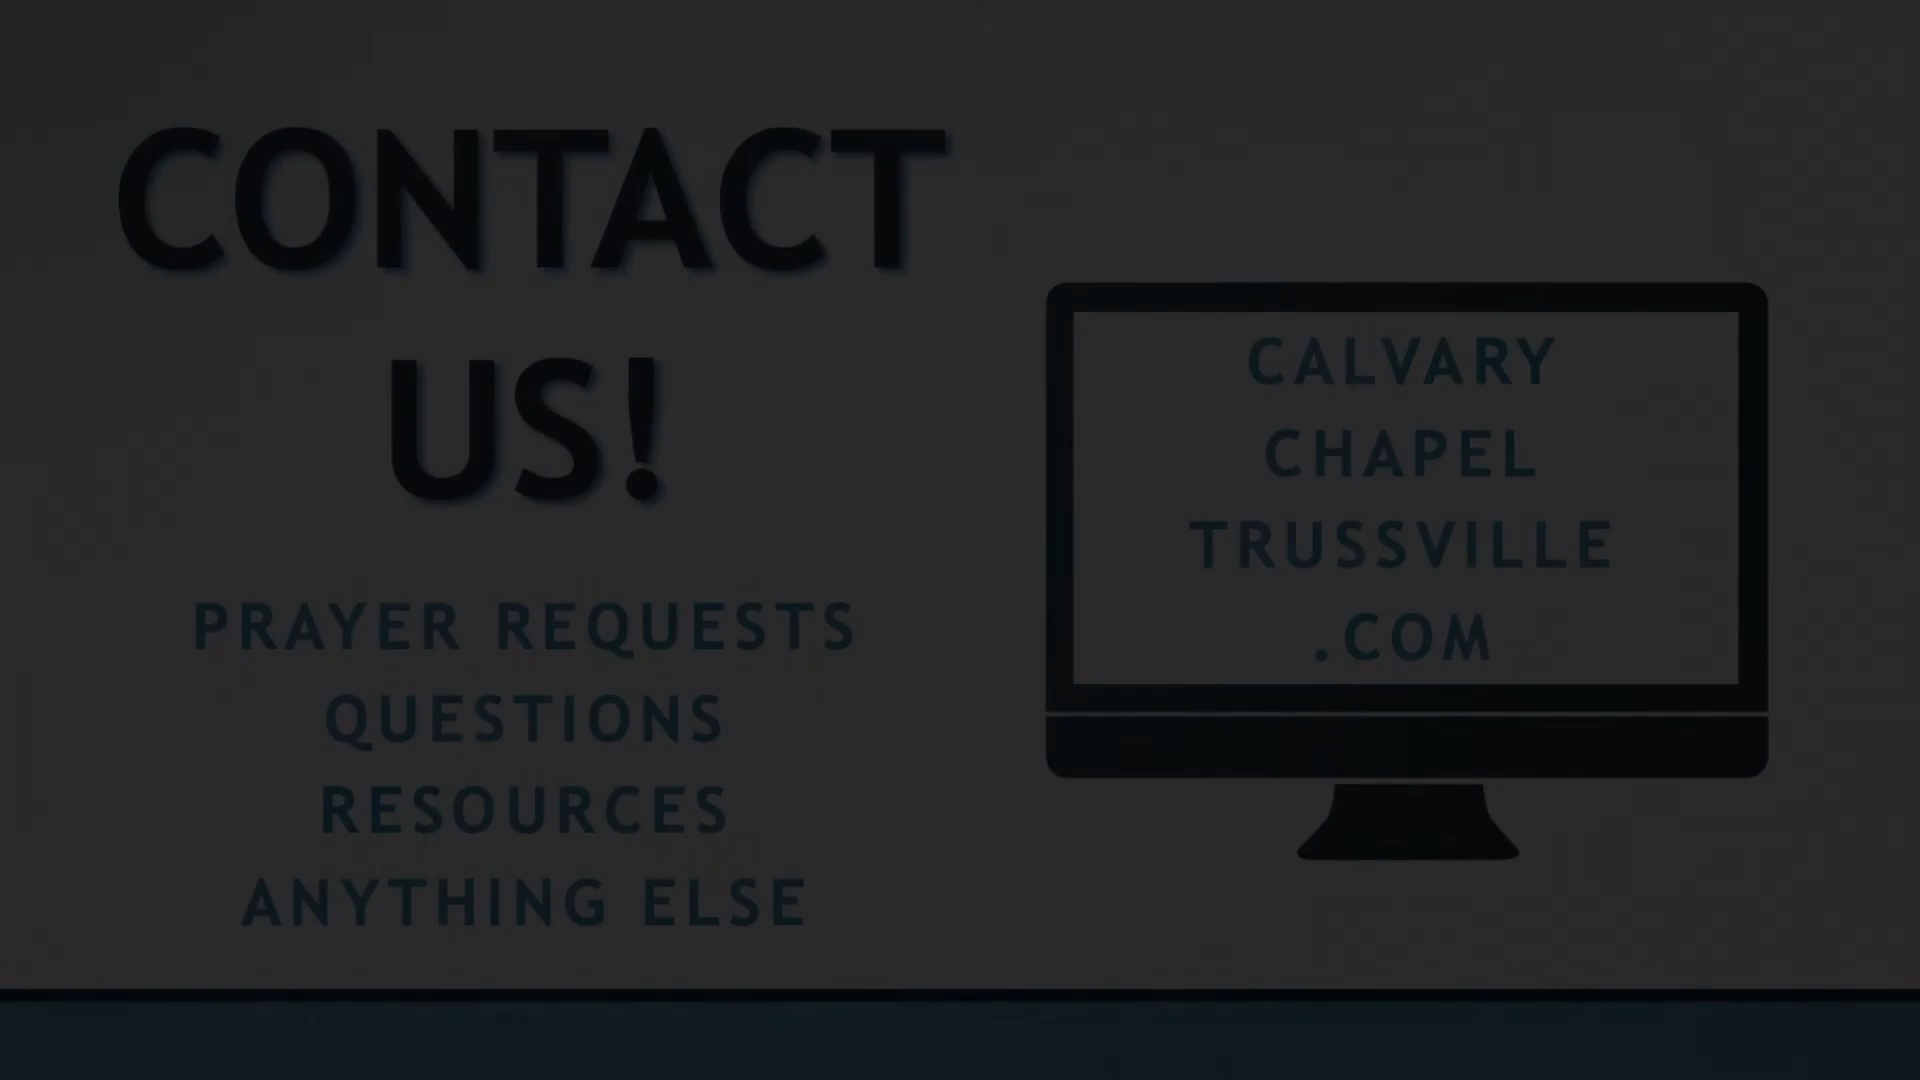 CONTACT
US!
PRAYER REQUESTS
QUESTIONS
RESOURCES
ANYTHING ELSE
CALVARY
CHAPEL
TRUSSVILLE
.COM